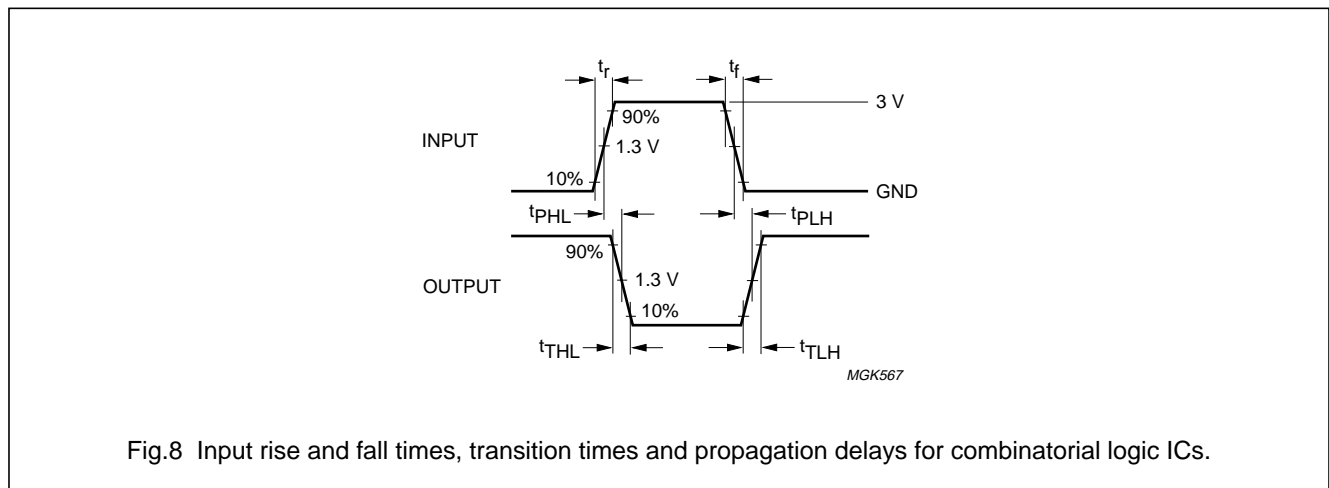 tr tf
3 V
90%
INPUT 1.3 V
10% GND
tPHL tPLH
90%
1.3 V
OUTPUT
10%
tTHL tTLH
MGK567
Fig.8 Input rise and fall times, transition times and propagation delays for combinatorial logic ICs.